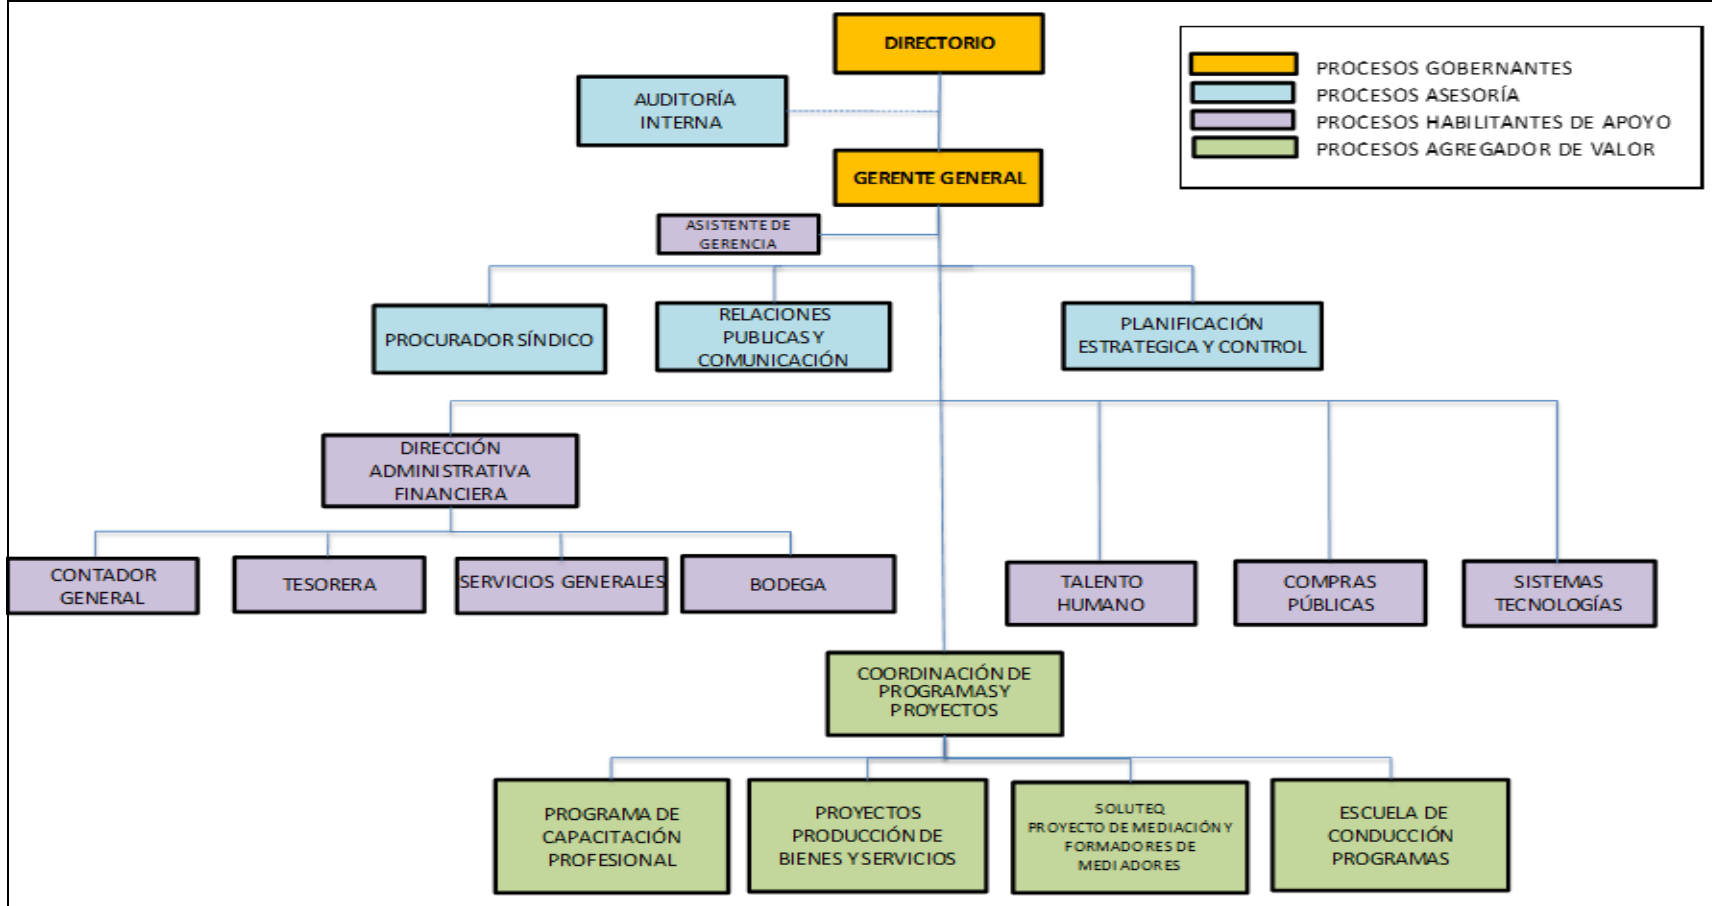 DIRECTORIO
PROCESOS GOBERNANTES
PROCESOS ASESORÍA
PROCESOS HABILITANTES DE APOYO
PROCESOS AGREGADOR DE VALOR
AUDITORÍA
INTERNA
GERENTE GENERAL
ASISTENTE DE
GERENCIA
PROCURADOR SÍNDICO
RELACIONES
PUBLICAS Y
COMUNICACIÓN
PLANIFICACIÓN
ESTRATEGICA Y CONTROL
DIRECCIÓN
ADMINISTRATIVA
FINANCIERA
CONTADOR
GENERAL
TESORERA
SERVICIOS GENERALES
BODEGA
TALENTO
HUMANO
COMPRAS
PÚBLICAS
SISTEMAS
TECNOLOGÍAS
COORDINACIÓN DE
PROGRAMAS Y
PROYECTOS
PROGRAMA DE
CAPACITACIÓN
PROFESIONAL
PROYECTOS
PRODUCCIÓN DE
BIENES Y SERVICIOS
SOLUTEQ
PROYECTO DE MEDIACIÓN Y
FORMADORES DE
MEDIADORES
ESCUELA DE
CONDUCCIÓN
PROGRAMAS